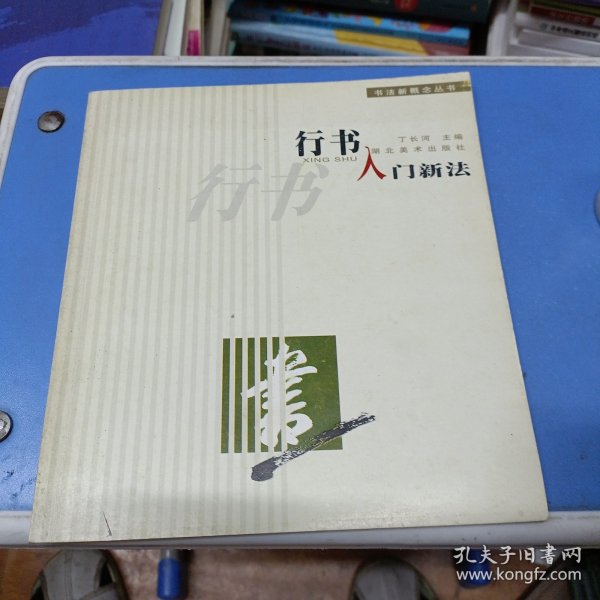 书法新概念丛书
丁长河 主编
湖北美术出版社
行书
XING SHU
入门新法
行书
書
孔夫子旧书网
www.kongfz.com